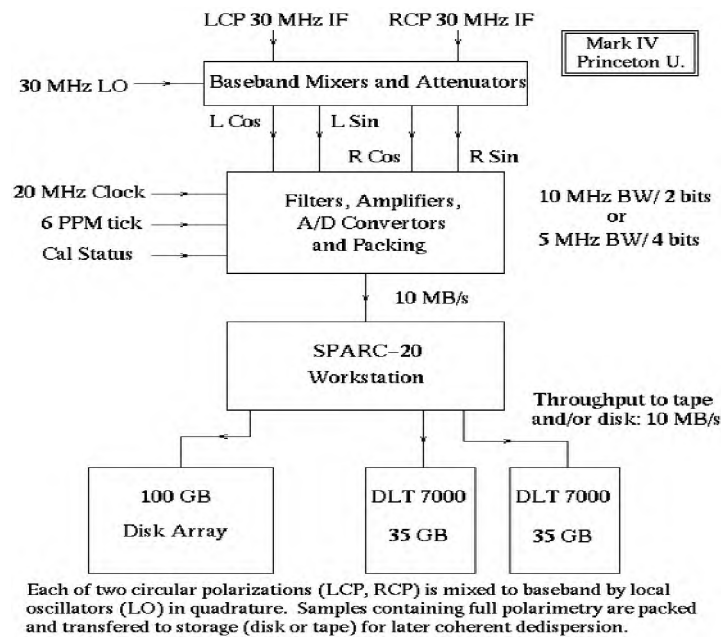 LCP 30 MHz IF
RCP 30 MHz IF
Mark IV
Princeton U.
30 MHz LO
Baseband Mixers and Attenuators
L Cos
L Sin
R Cos
R Sin
20 MHz Clock
6 PPM tick
Cal Status
Filters, Amplifiers,
A/D Convertors
and Packing
10 MHz BW/ 2 bits
or
5 MHz BW/ 4 bits
10 MB/s
SPARC-20
Workstation
Throughput to tape
and/or disk: 10 MB/s
100 GB
Disk Array
DLT 7000
35 GB
DLT 7000
35 GB
Each of two circular polarizations (LCP, RCP) is mixed to baseband by local
oscillators (LO) in quadrature. Samples containing full polarimetry are packed
and transfered to storage (disk or tape) for later coherent dedispersion.